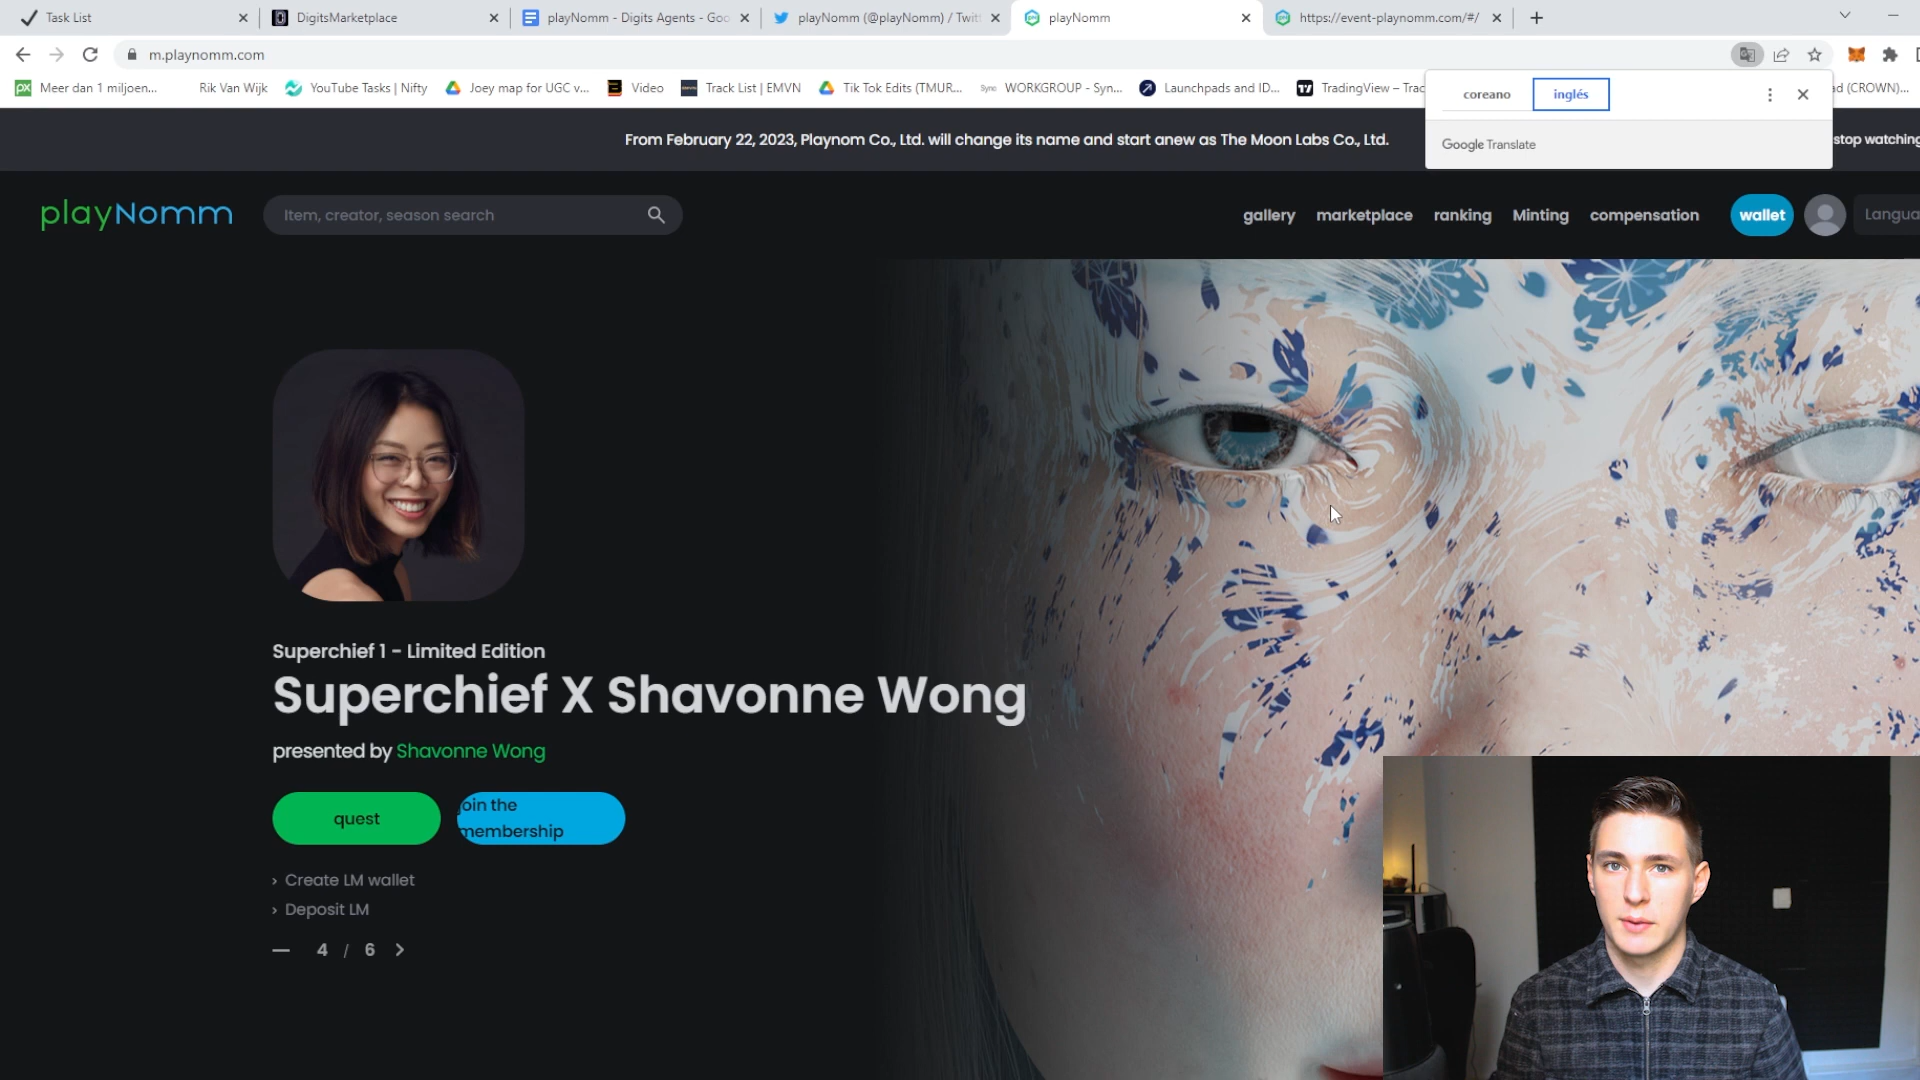 Task List
DigitsMarketplace
playNomm - Digits Agents - Goo
playNomm (@playNomm) / Twit
playNomm
https://event-playnomm.com/#/
m.playnomm.com
Meer dan 1 miljoen...
Rik Van Wijk
YouTube Tasks | Nifty
Joey map for UGC v...
Video
Track List | EMVN
Tik Tok Edits (TMUR...
WORKGROUP - Syn...
Launchpads and ID...
TradingView – Trac
ad (CROWN)...
coreano
inglés
Google Translate
From February 22, 2023, Playnom Co., Ltd. will change its name and start anew as The Moon Labs Co., Ltd.
stop watching
playNomm
Item, creator, season search
gallery
marketplace
ranking
Minting
compensation
wallet
Langua
Superchief 1 - Limited Edition
Superchief X Shavonne Wong
presented by Shavonne Wong
quest
oin the
membership
› Create LM wallet
› Deposit LM
4 / 6